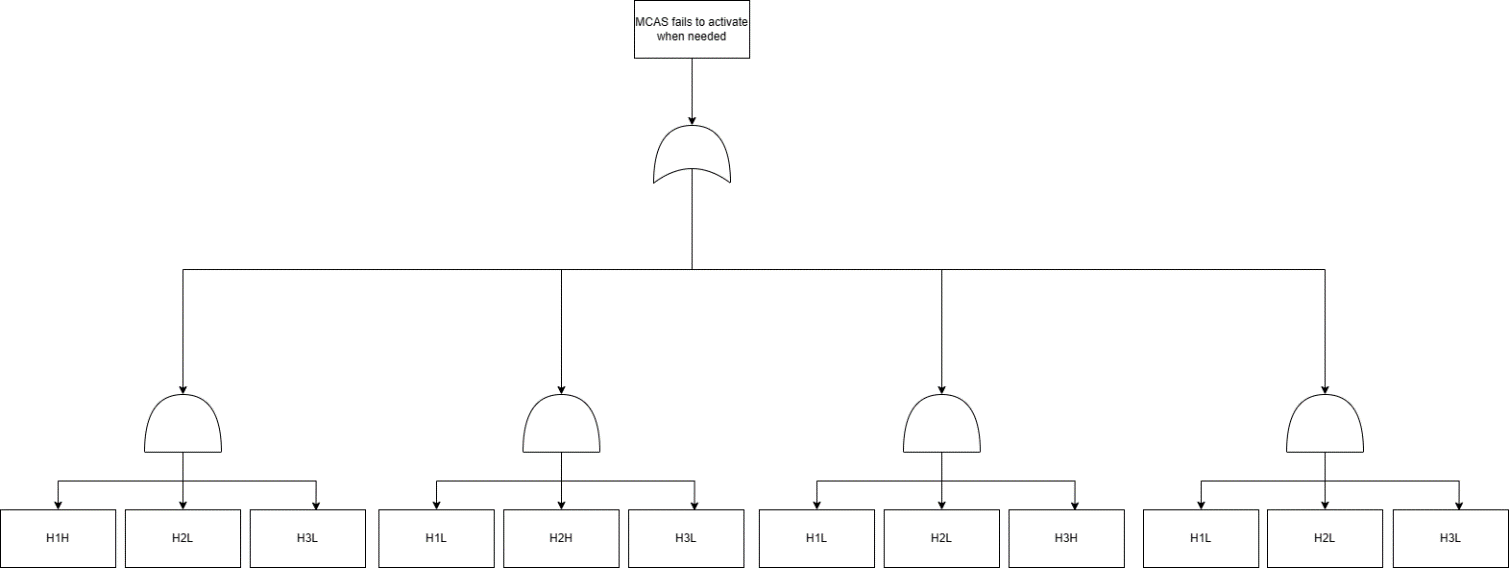 MCAS fails to activate
when needed
H1H
H2L
H3L
H1L
H2H
H3L
H1L
H2L
H3H
H1L
H2L
H3L